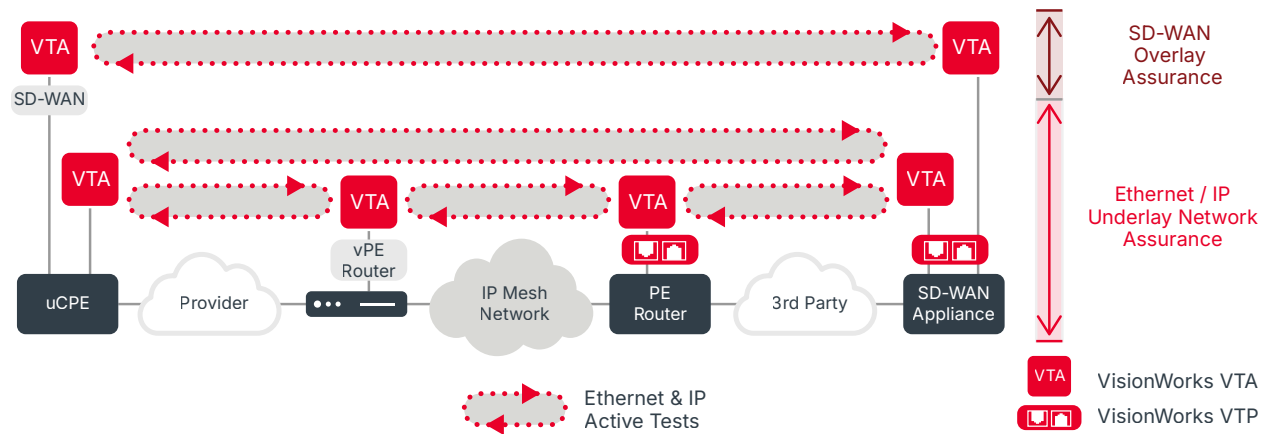 VTA
VTA
SD-WAN
Overlay
Assurance
SD-WAN
VTA
VTA
VTA
VTA
Ethernet / IP
Underlay Network
Assurance
vPE
Router
uCPE
Provider
IP Mesh
Network
PE
Router
3rd Party
SD-WAN
Appliance
Ethernet & IP
Active Tests
VTA
VisionWorks VTA
VisionWorks VTP